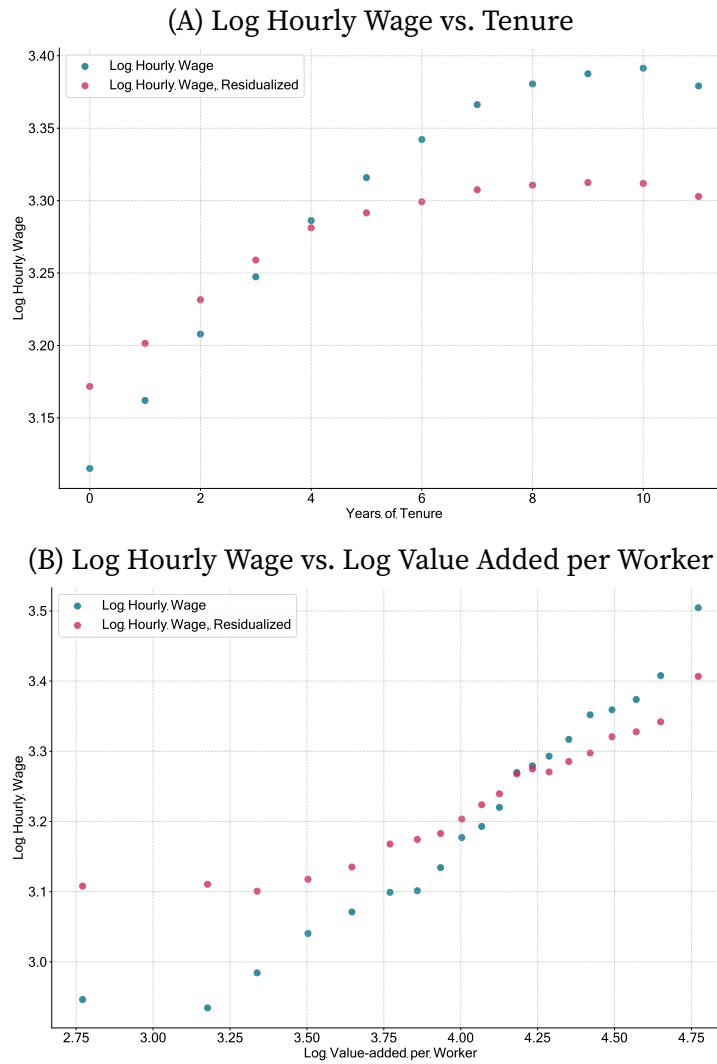 (A) Log Hourly Wage vs. Tenure
3.40
Log Hourly Wage
Log Hourly Wage, Residualized
3.35
3.30
3.25
3.20
3.15
Log Hourly Wage
0 2 4 6 8 10
Years of Tenure
(B) Log Hourly Wage vs. Log Value Added per Worker
Log Hourly Wage
Log Hourly Wage, Residualized
3.5
3.4
3.3
3.2
3.1
3.0
Log Hourly Wage
2.75 3.00 3.25 3.50 3.75 4.00 4.25 4.50 4.75
Log Value-added per Worker